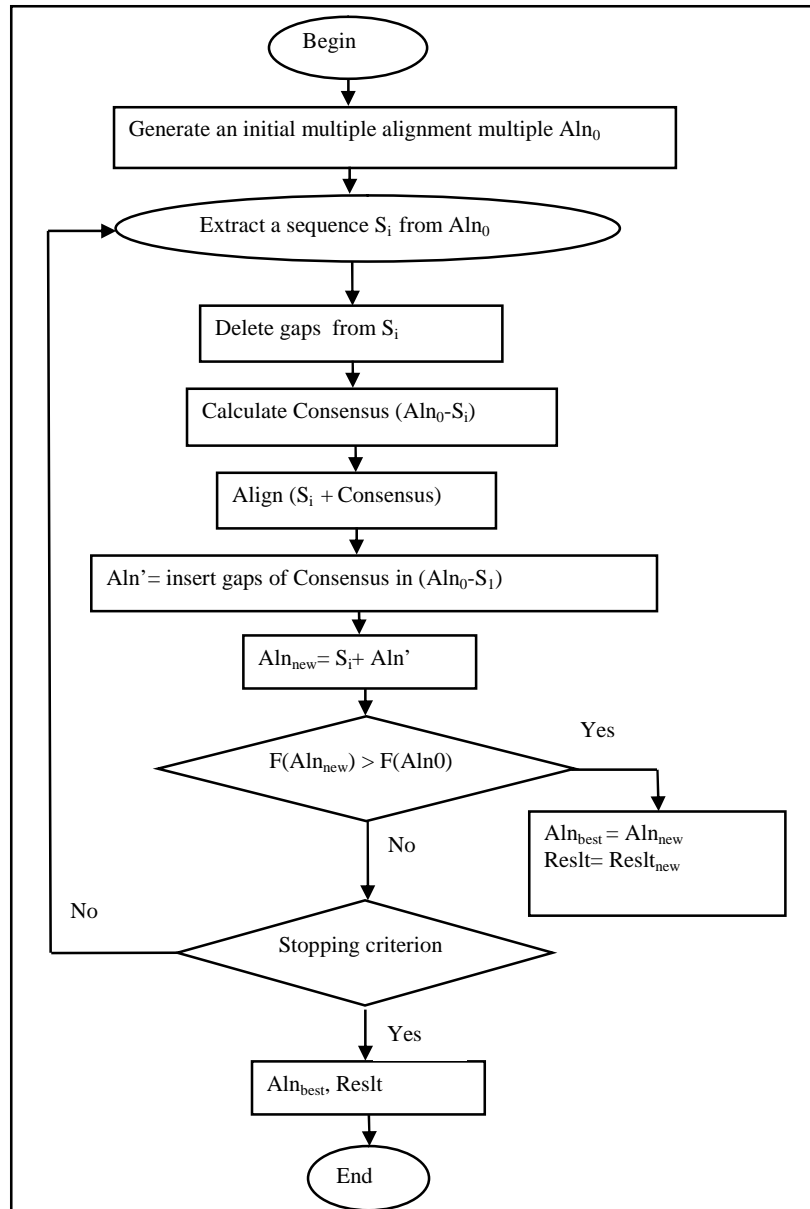 Begin
Generate an initial multiple alignment multiple Aln₀
Extract a sequence Sᵢ from Aln₀
Delete gaps from Sᵢ
Calculate Consensus (Aln₀-Sᵢ)
Align (Sᵢ + Consensus)
Aln’= insert gaps of Consensus in (Aln₀-S₁)
Alnnew= Sᵢ+ Aln’
F(Alnnew) > F(Aln0)
Yes
Alnbest = Alnnew
Reslt= Resltnew
No
Stopping criterion
No
Yes
Alnbest, Reslt
End